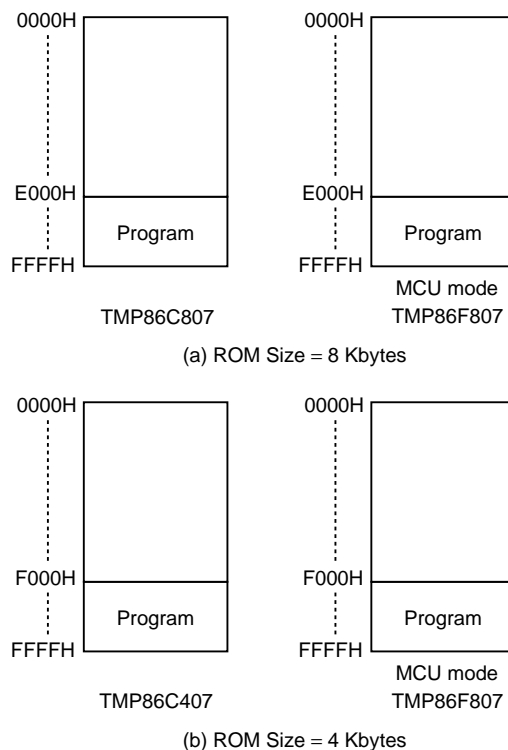 0000H
0000H
E000H
E000H
Program
Program
FFFFH
FFFFH
MCU mode
TMP86C807
TMP86F807
(a) ROM Size = 8 Kbytes
0000H
0000H
F000H
F000H
Program
Program
FFFFH
FFFFH
MCU mode
TMP86C407
TMP86F807
(b) ROM Size = 4 Kbytes